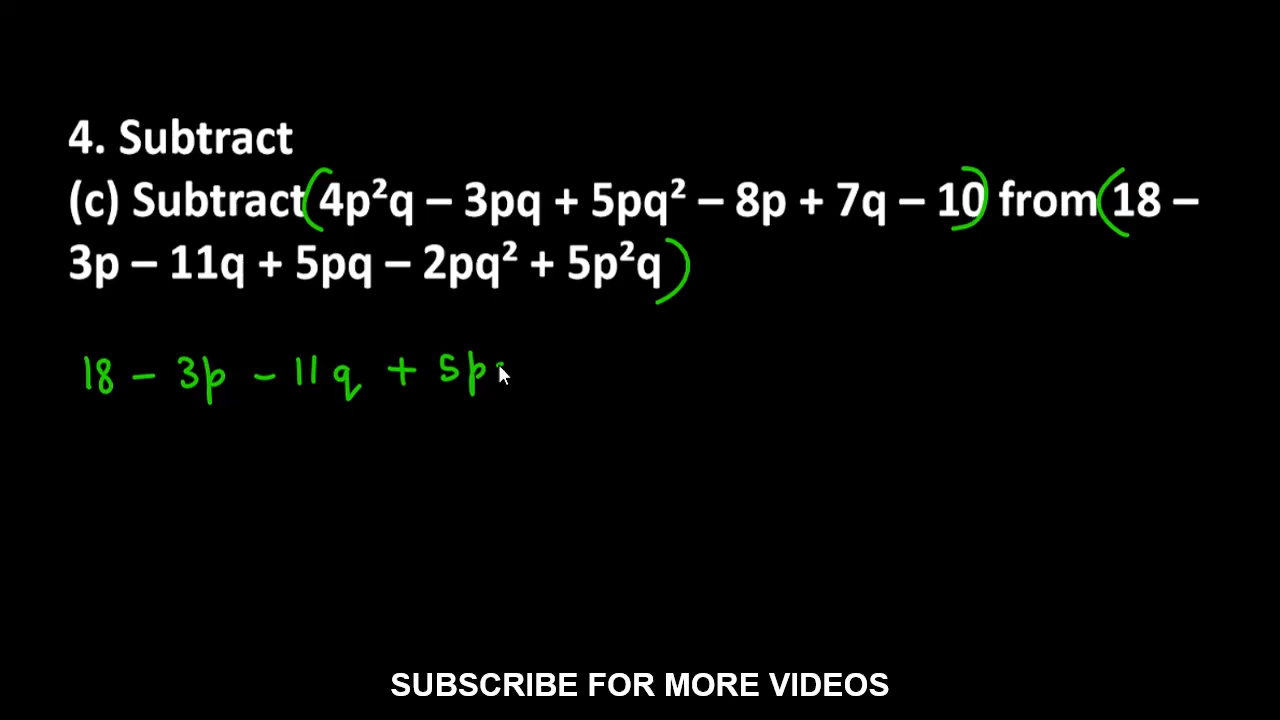 4. Subtract
(c) Subtract (4p²q – 3pq + 5pq² – 8p + 7q – 10) from (18 –
3p – 11q + 5pq – 2pq² + 5p²q)
18 - 3p - 11q + 5p
SUBSCRIBE FOR MORE VIDEOS